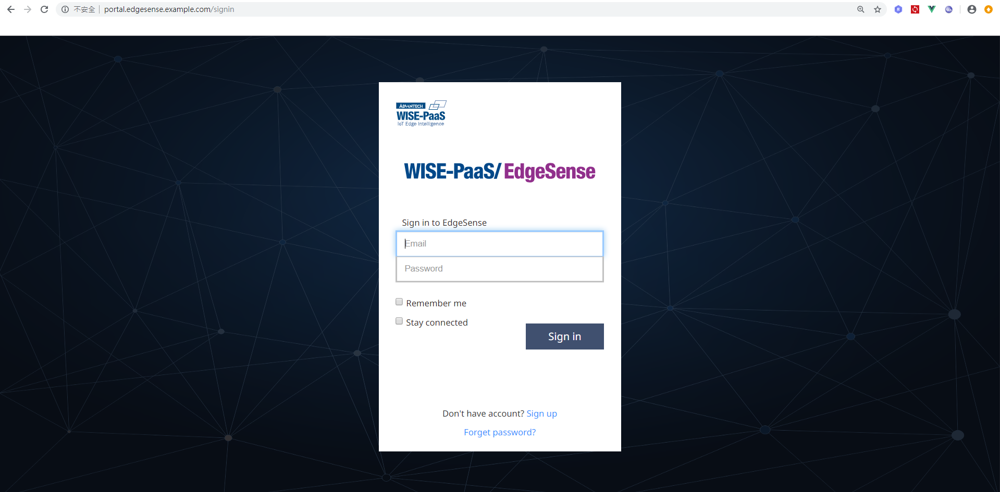 不安全 portal.edgesense.example.com/signin
ADVANTECH
WISE-PaaS
IoT Edge Intelligence
WISE-PaaS/EdgeSense
Sign in to EdgeSense
Email
Password
Remember me
Stay connected
Sign in
Don't have account? Sign up
Forget password?